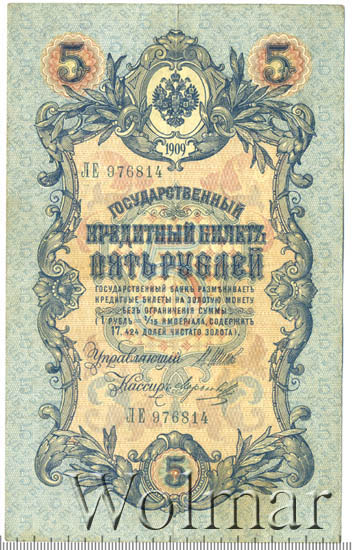 5 5
1909
ЛЕ 976814
ГОСУДАРСТВЕННЫЙ
КРЕДИТНЫЙ БИЛЕТЪ
ПЯТЬ РУБЛЕЙ
ГОСУДАРСТВЕННЫЙ БАНКЪ РАЗМѢНИВАЕТЪ
КРЕДИТНЫЕ БИЛЕТЫ НА ЗОЛОТУЮ МОНЕТУ
БЕЗЪ ОГРАНИЧЕНІЯ СУММЫ
(1 РУБЛЬ = 1/15 ИМПЕРІАЛА, СОДЕРЖИТЪ
17,424 ДОЛЕЙ ЧИСТАГО ЗОЛОТА).
Управляющій
Кассиръ
ЛЕ 976814
5
Wolmar